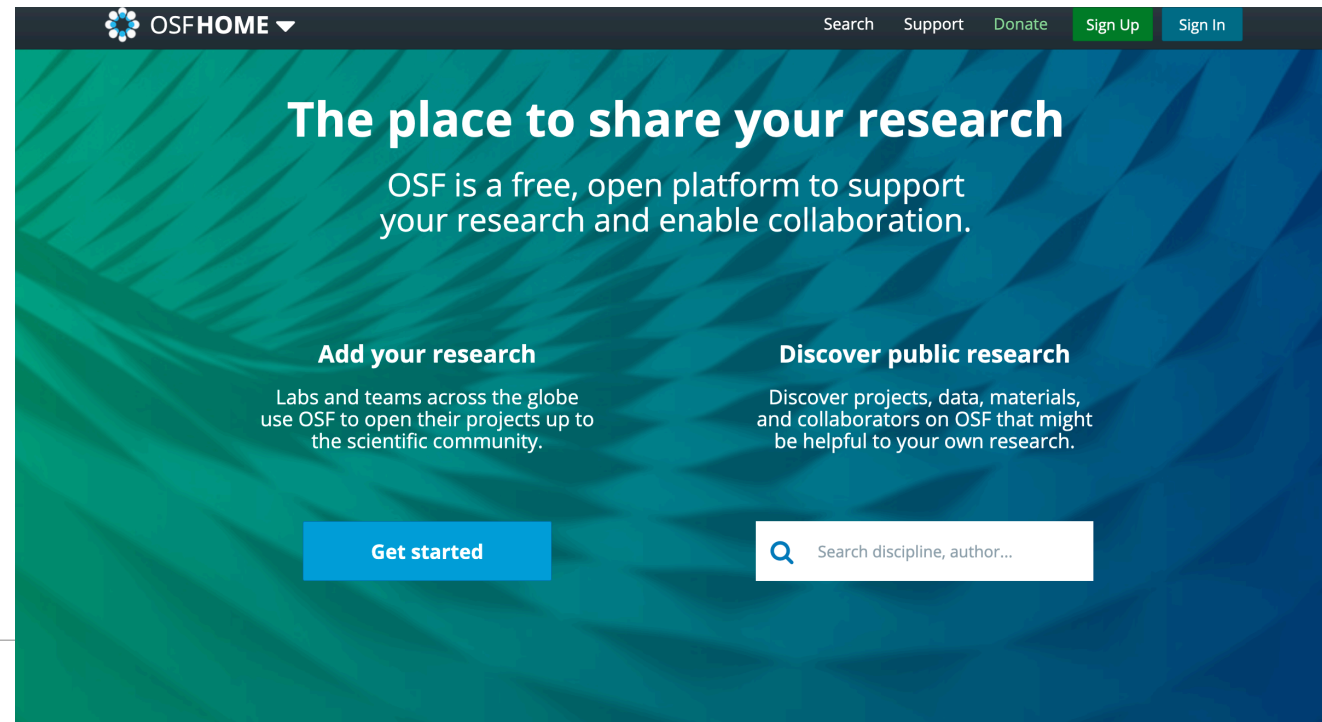 OSFHOME
Search Support Donate Sign Up Sign In
The place to share your research
OSF is a free, open platform to support
your research and enable collaboration.
Add your research
Labs and teams across the globe
use OSF to open their projects up to
the scientific community.
Get started
Discover public research
Discover projects, data, materials,
and collaborators on OSF that might
be helpful to your own research.
Search discipline, author...